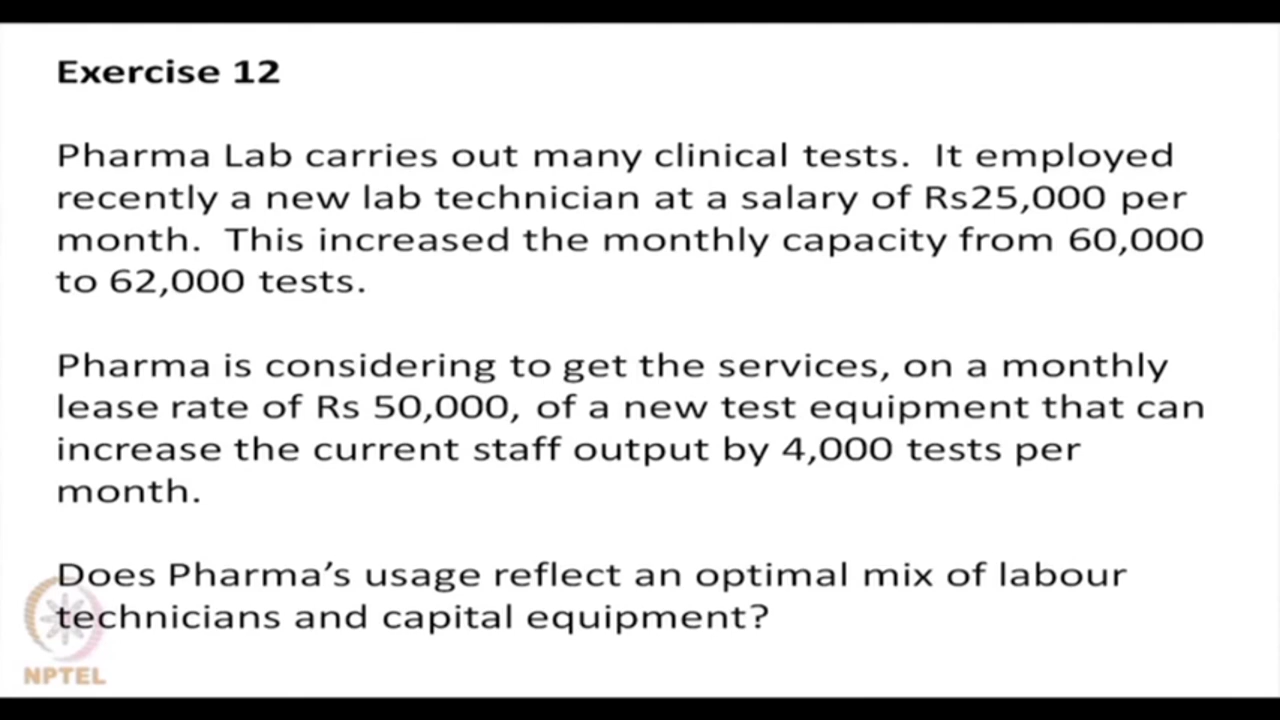 Exercise 12
Pharma Lab carries out many clinical tests. It employed
recently a new lab technician at a salary of Rs25,000 per
month. This increased the monthly capacity from 60,000
to 62,000 tests.
Pharma is considering to get the services, on a monthly
lease rate of Rs 50,000, of a new test equipment that can
increase the current staff output by 4,000 tests per
month.
Does Pharma’s usage reflect an optimal mix of labour
technicians and capital equipment?
NPTEL